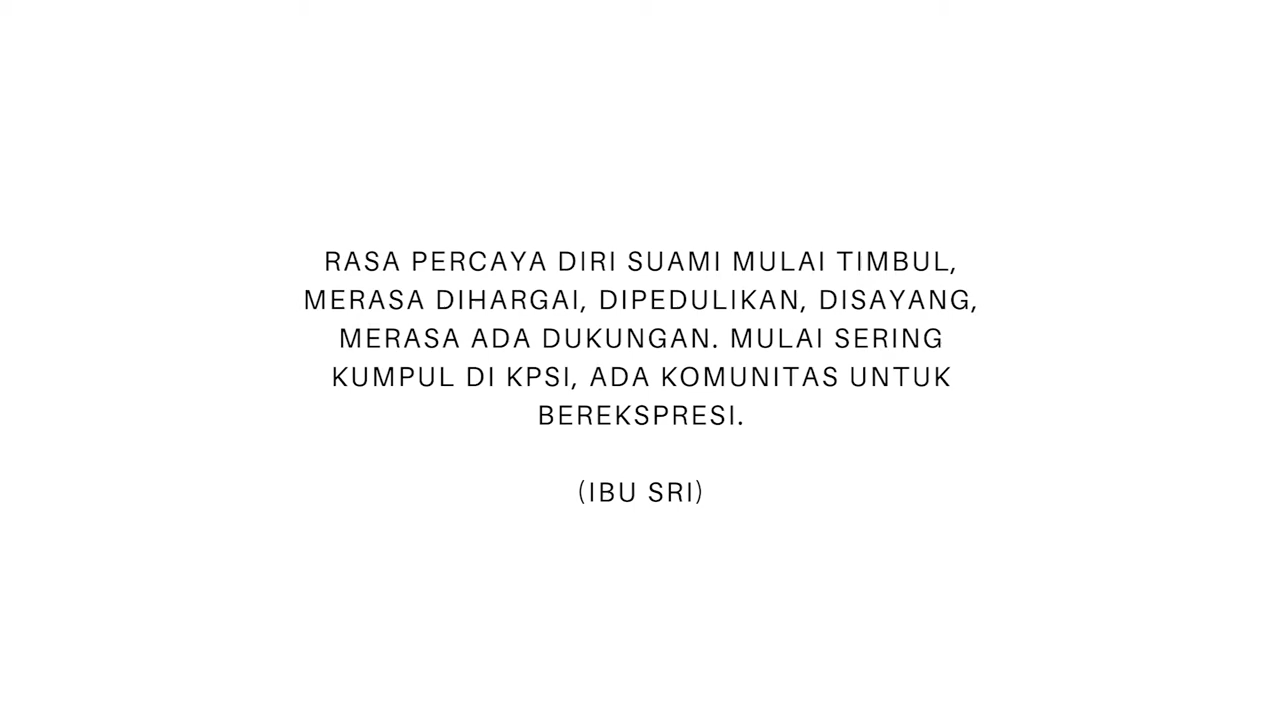 RASA PERCAYA DIRI SUAMI MULAI TIMBUL,
MERASA DIHARGAI, DIPEDULIKAN, DISAYANG,
MERASA ADA DUKUNGAN. MULAI SERING
KUMPUL DI KPSI, ADA KOMUNITAS UNTUK
BEREKSPRESI.
(IBU SRI)